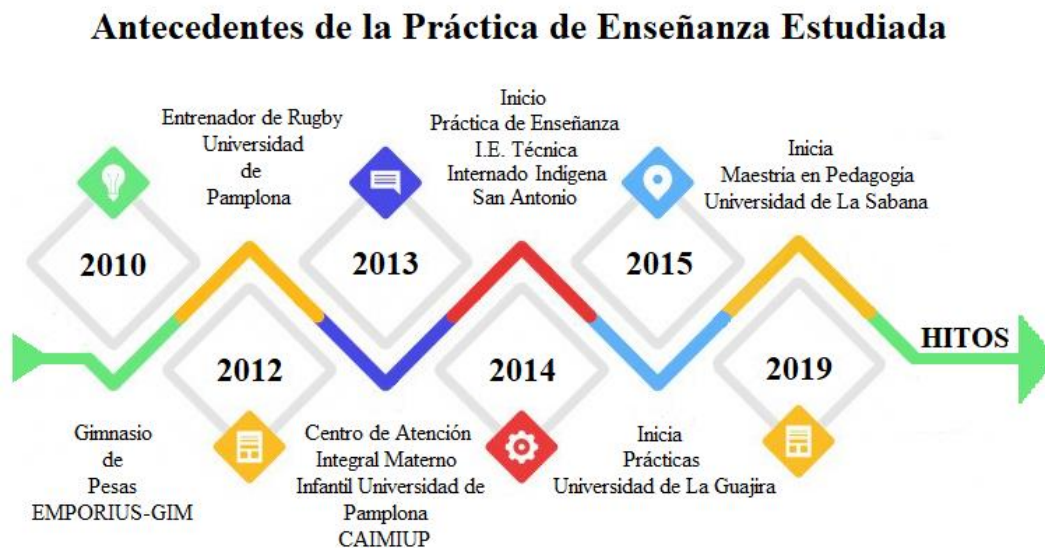 Antecedentes de la Práctica de Enseñanza Estudiada
2010
Gimnasio
de
Pesas
EMPORIUS-GIM
Entrenador de Rugby
Universidad
de
Pamplona
2012
2013
Centro de Atención
Integral Materno
Infantil Universidad de
Pamplona
CAIMIUP
Inicio
Práctica de Enseñanza
I.E. Técnica
Internado Indígena
San Antonio
2014
2015
Inicia
Prácticas
Universidad de La Guajira
Inicia
Maestria en Pedagogia
Universidad de La Sabana
2019
HITOS